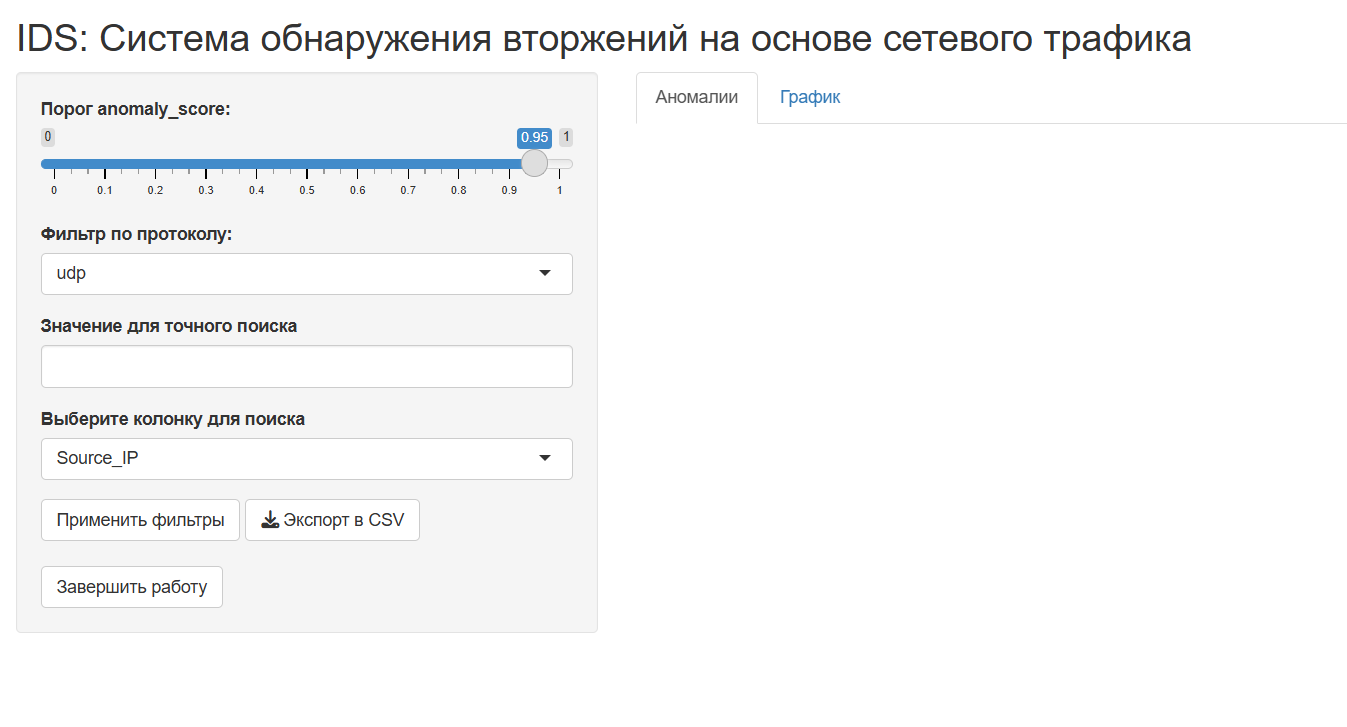 IDS: Система обнаружения вторжений на основе сетевого трафика
Порог anomaly_score:
0 0.95 1
0 0.1 0.2 0.3 0.4 0.5 0.6 0.7 0.8 0.9 1
Фильтр по протоколу:
udp
Значение для точного поиска
Выберите колонку для поиска
Source_IP
Применить фильтры Экспорт в CSV
Завершить работу
Аномалии График